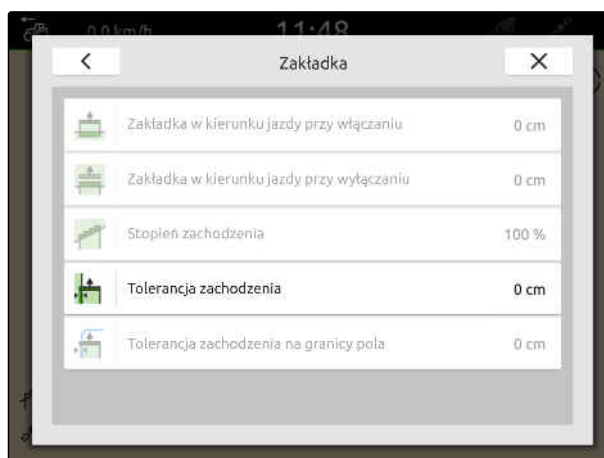 0.0 km/h 11:48
Zakładka
Zakładka w kierunku jazdy przy włączaniu 0 cm
Zakładka w kierunku jazdy przy wyłączaniu 0 cm
Stopień zachodzenia 100 %
Tolerancja zachodzenia 0 cm
Tolerancja zachodzenia na granicy pola 0 cm